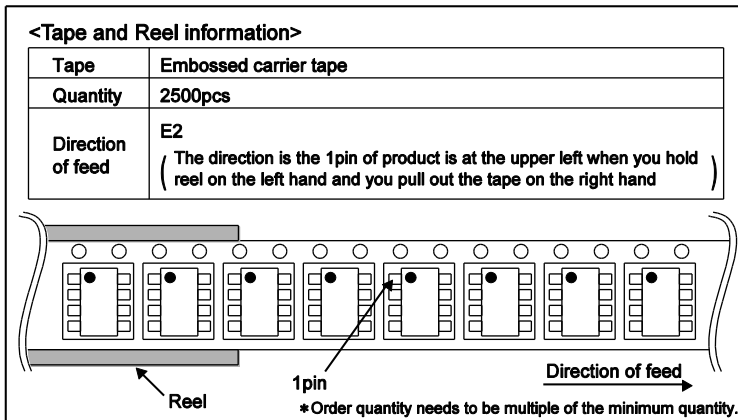 <Tape and Reel information>
Tape Embossed carrier tape
Quantity 2500pcs
Direction of feed E2
( The direction is the 1pin of product is at the upper left when you hold
reel on the left hand and you pull out the tape on the right hand )
Reel
1pin
Direction of feed
*Order quantity needs to be multiple of the minimum quantity.